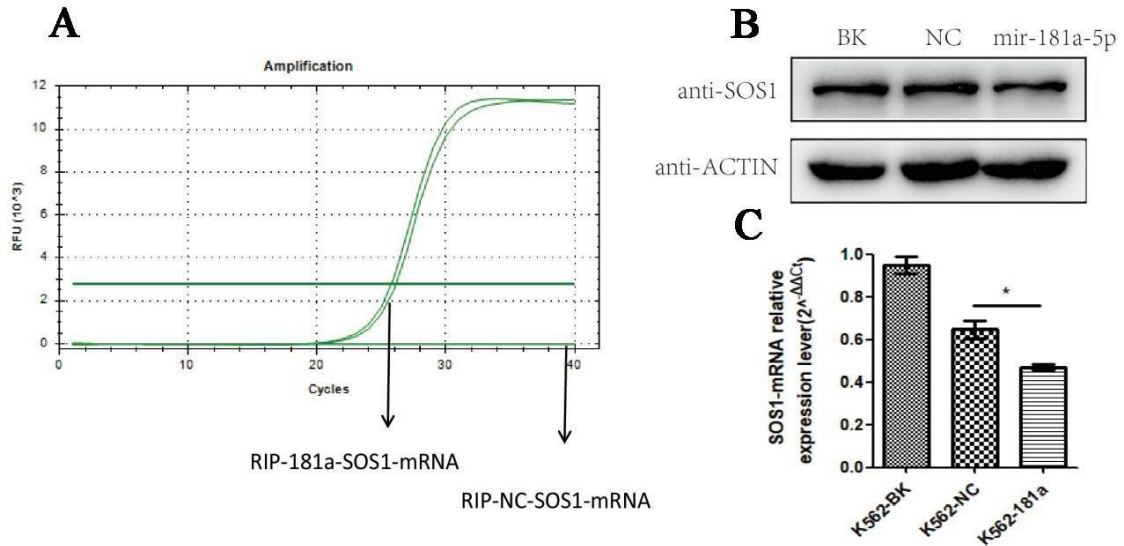 A
Amplification
RFU (10^3)
12
10
8
6
4
2
0
0 10 20 30 40
Cycles
RIP-181a-SOS1-mRNA
RIP-NC-SOS1-mRNA
B
BK NC mir-181a-5p
anti-SOS1
anti-ACTIN
C
SOS1-mRNA relative
expression lever(2^-ΔΔCt)
1.0
0.8
0.6
0.4
0.2
0.0
*
K562-BK
K562-NC
K562-181a